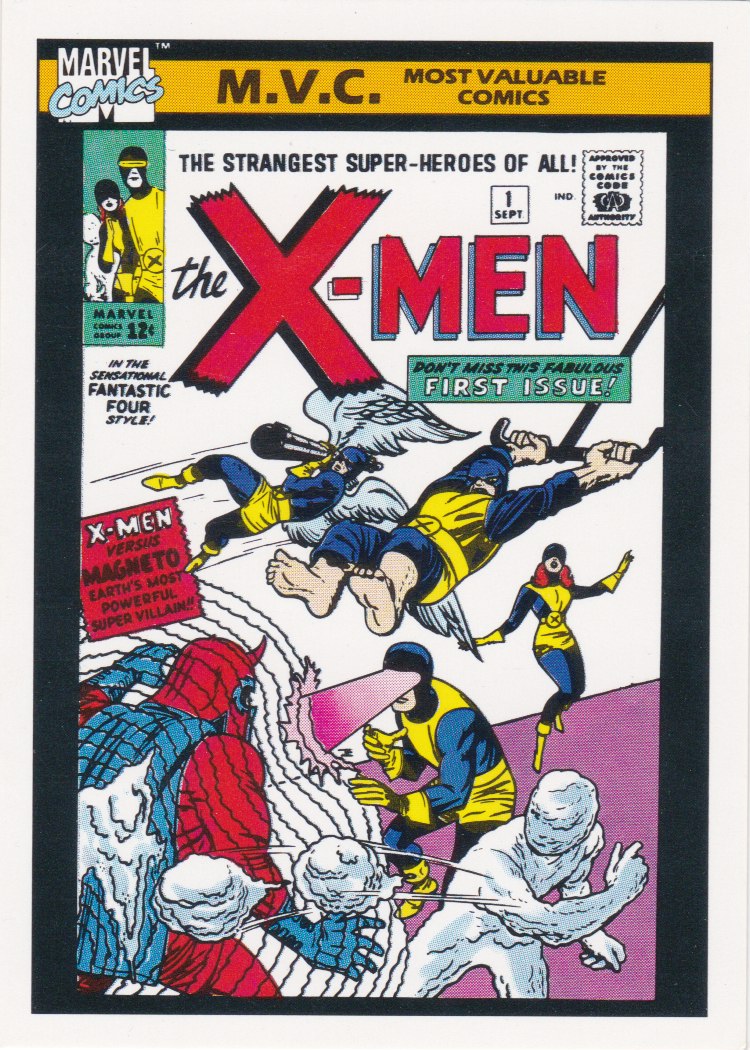 MARVEL
COMICS
TM
M.V.C.
MOST VALUABLE
COMICS
THE STRANGEST SUPER-HEROES OF ALL!
APPROVED
BY THE
COMICS
CODE
CA
AUTHORITY
1
SEPT.
IND.
the X-MEN
MARVEL
COMICS
GROUP 12¢
IN THE
SENSATIONAL
FANTASTIC
FOUR
STYLE!
DON'T MISS THIS FABULOUS
FIRST ISSUE!
X-MEN
VERSUS
MAGNETO
EARTH'S MOST
POWERFUL
SUPER VILLAIN!!